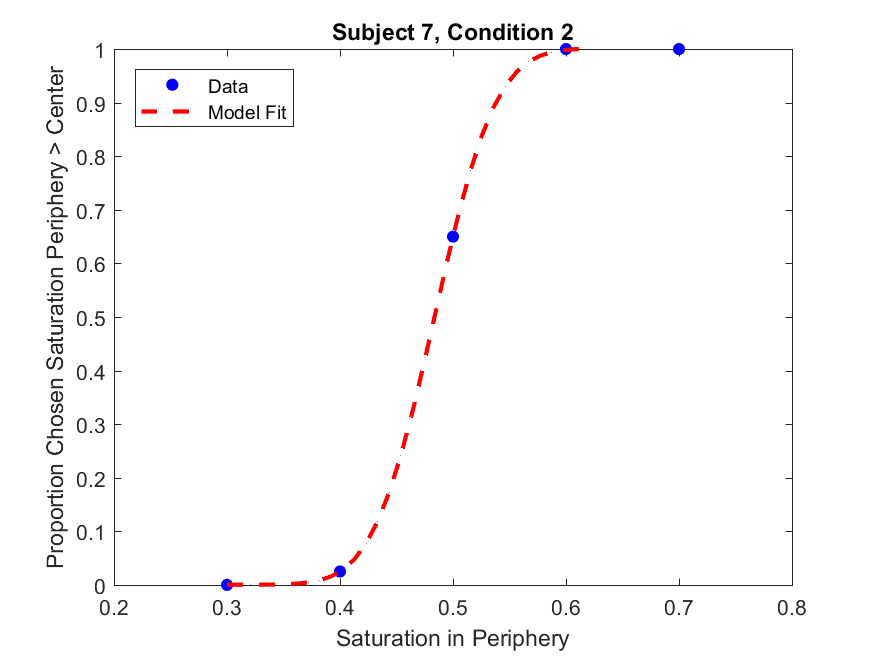 Subject 7, Condition 2
Proportion Chosen Saturation Periphery > Center
1
0.9
0.8
0.7
0.6
0.5
0.4
0.3
0.2
0.1
0
Data
Model Fit
0.2 0.3 0.4 0.5 0.6 0.7 0.8
Saturation in Periphery